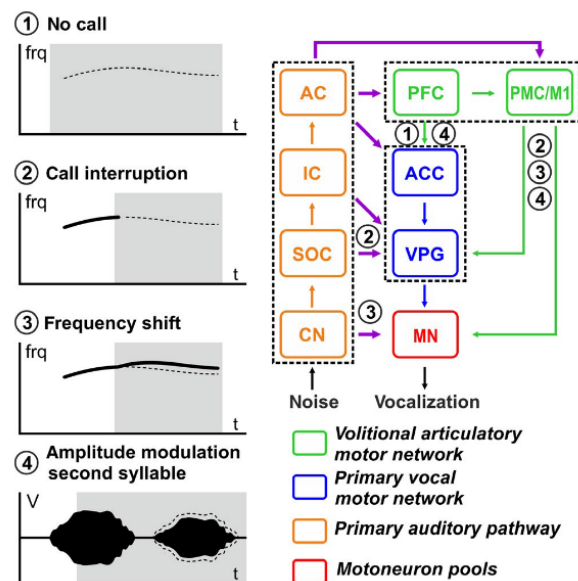 ① No call
frq
t
② Call interruption
frq
t
③ Frequency shift
frq
t
④ Amplitude modulation
second syllable
V
t
AC
PFC
PMC/M1
① ④
②
③
④
IC
ACC
SOC
②
VPG
CN
③
MN
Noise
Vocalization
Volitional articulatory
motor network
Primary vocal
motor network
Primary auditory pathway
Motoneuron pools